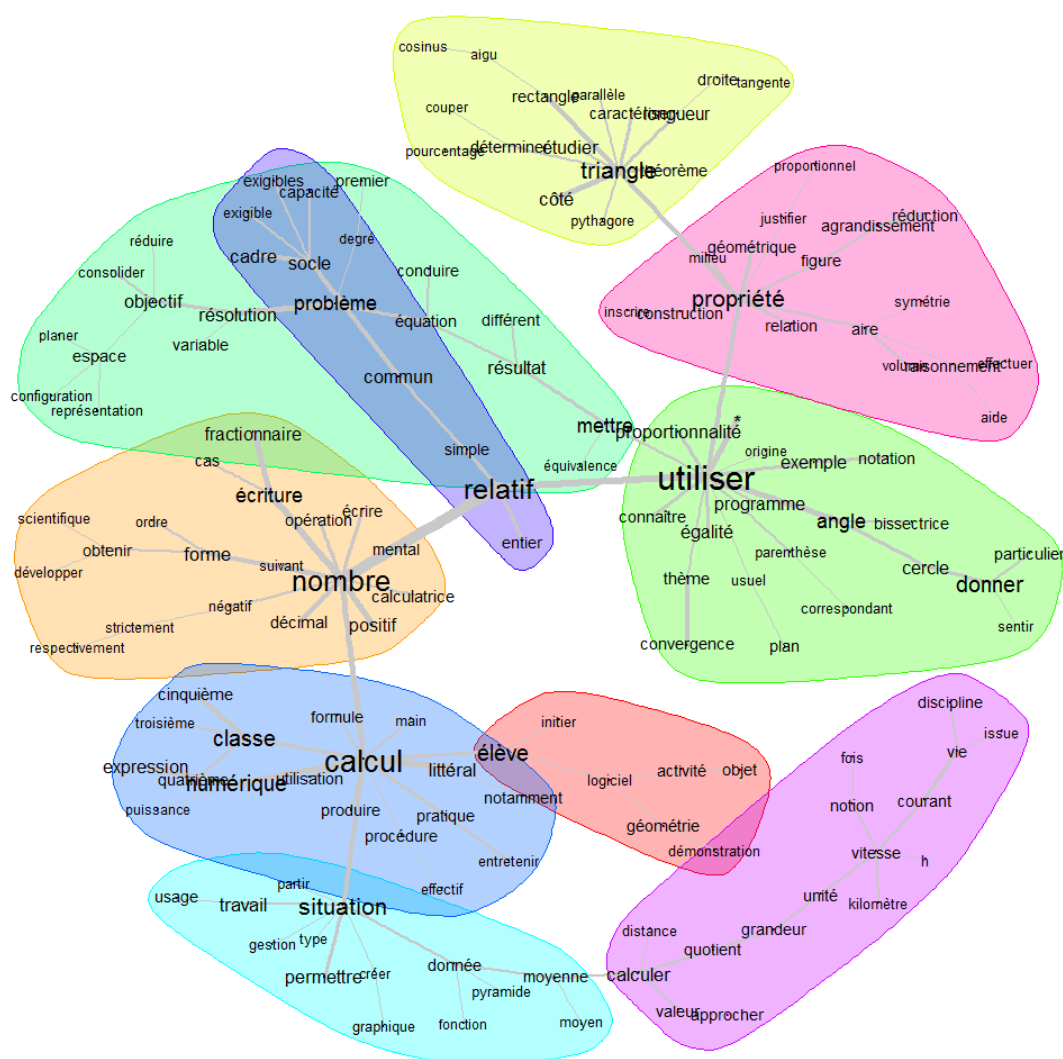 cosinus
aigu
droite
tangente
rectangle
parallèle
couper
caractériser
longueur
pourcentage
déterminer
étudier
triangle
théorème
côté
pythagore
proportionnel
exigibles
premier
capacité
exigible
justifier
réduction
agrandissement
réduire
degré
géométrique
cadre
socle
milieu
figure
consolider
conduire
objectif
problème
propriété
symétrie
résolution
équation
différent
inscrire
construction
relation
aire
planer
variable
espace
résultat
volume
raisonnement
effectuer
configuration
commun
représentation
aide
mettre
*
fractionnaire
proportionnalité
simple
origine
cas
équivalence
exemple
notation
écriture
relatif
utiliser
programme
scientifique
ordre
opération
écrire
connaître
angle
bissectrice
égalité
obtenir
forme
mental
entier
parenthèse
particulier
développer
suivant
nombre
thème
usuel
cercle
donner
calculatrice
négatif
correspondant
strictement
décimal
positif
sentir
respectivement
convergence
plan
cinquième
discipline
troisième
formule
main
initier
issue
classe
élève
vie
expression
calcul
littéral
fois
quatrième
numérique
utilisation
logiciel
activité
objet
notamment
courant
puissance
produire
pratique
notion
procédure
géométrie
démonstration
vitesse
h
entretenir
partir
effectif
usage
travail
situation
unité
kilomètre
distance
grandeur
gestion
type
quotient
permettre
créer
donnée
moyenne
calculer
pyramide
graphique
fonction
moyen
valeur
approcher